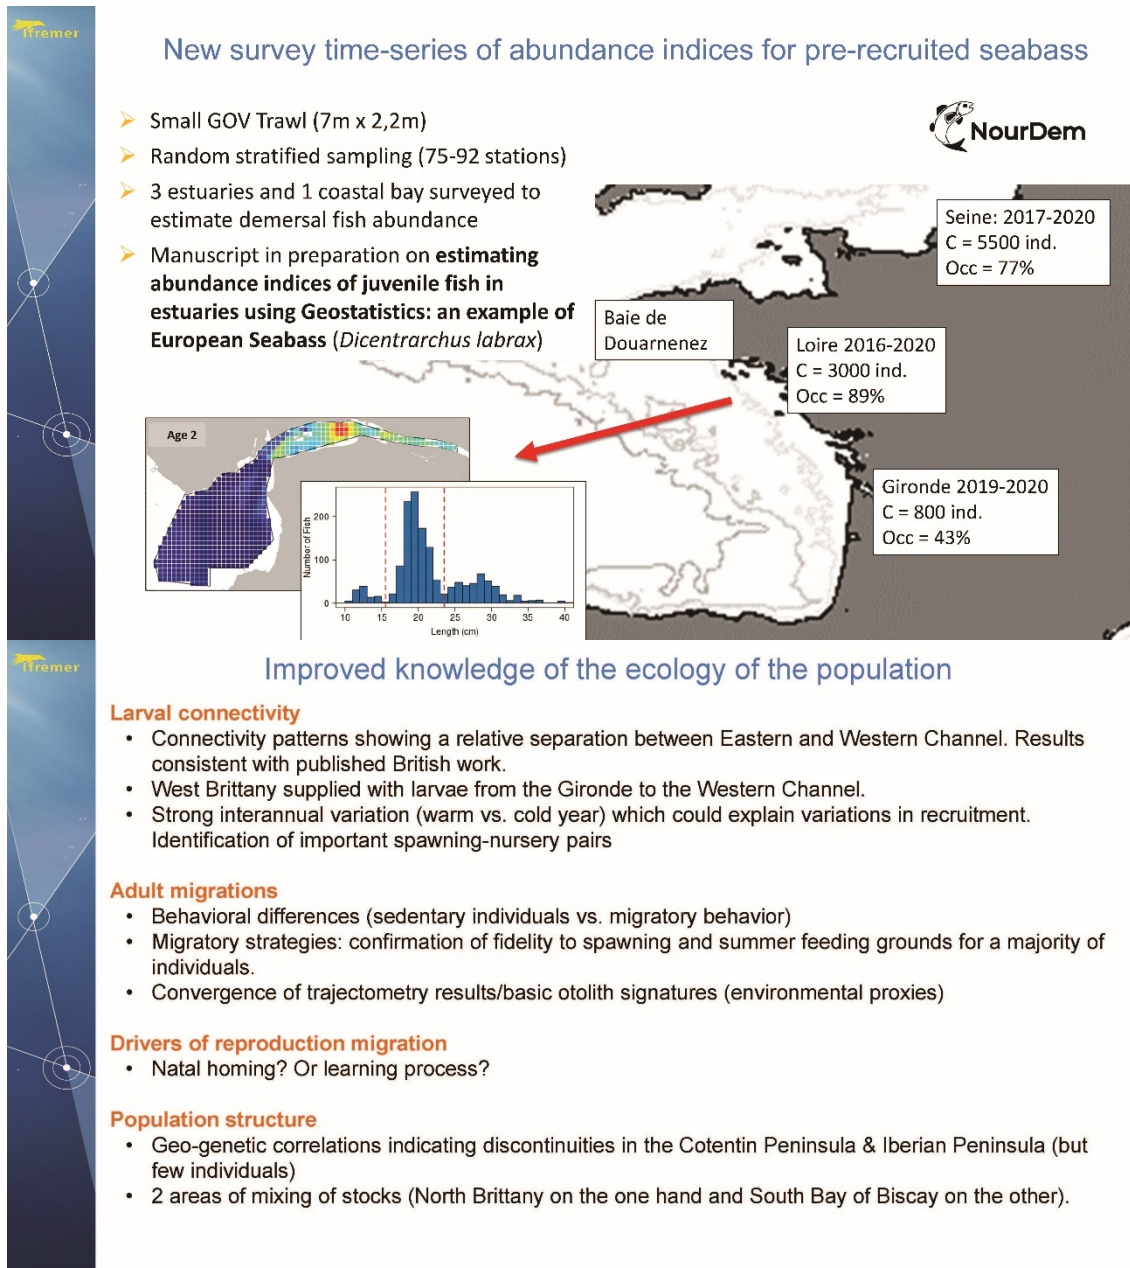 Ifremer
New survey time-series of abundance indices for pre-recruited seabass
➢ Small GOV Trawl (7m x 2,2m)
➢ Random stratified sampling (75-92 stations)
➢ 3 estuaries and 1 coastal bay surveyed to
estimate demersal fish abundance
➢ Manuscript in preparation on estimating
abundance indices of juvenile fish in
estuaries using Geostatistics: an example of
European Seabass (Dicentrarchus labrax)
NourDem
Seine: 2017-2020
C = 5500 ind.
Occ = 77%
Baie de
Douarnenez
Loire 2016-2020
C = 3000 ind.
Occ = 89%
Gironde 2019-2020
C = 800 ind.
Occ = 43%
Age 2
Number of Fish
200
100
0
10 15 20 25 30 35 40
Length (cm)
Ifremer
Improved knowledge of the ecology of the population
Larval connectivity
• Connectivity patterns showing a relative separation between Eastern and Western Channel. Results
consistent with published British work.
• West Brittany supplied with larvae from the Gironde to the Western Channel.
• Strong interannual variation (warm vs. cold year) which could explain variations in recruitment.
Identification of important spawning-nursery pairs
Adult migrations
• Behavioral differences (sedentary individuals vs. migratory behavior)
• Migratory strategies: confirmation of fidelity to spawning and summer feeding grounds for a majority of
individuals.
• Convergence of trajectometry results/basic otolith signatures (environmental proxies)
Drivers of reproduction migration
• Natal homing? Or learning process?
Population structure
• Geo-genetic correlations indicating discontinuities in the Cotentin Peninsula & Iberian Peninsula (but
few individuals)
• 2 areas of mixing of stocks (North Brittany on the one hand and South Bay of Biscay on the other).